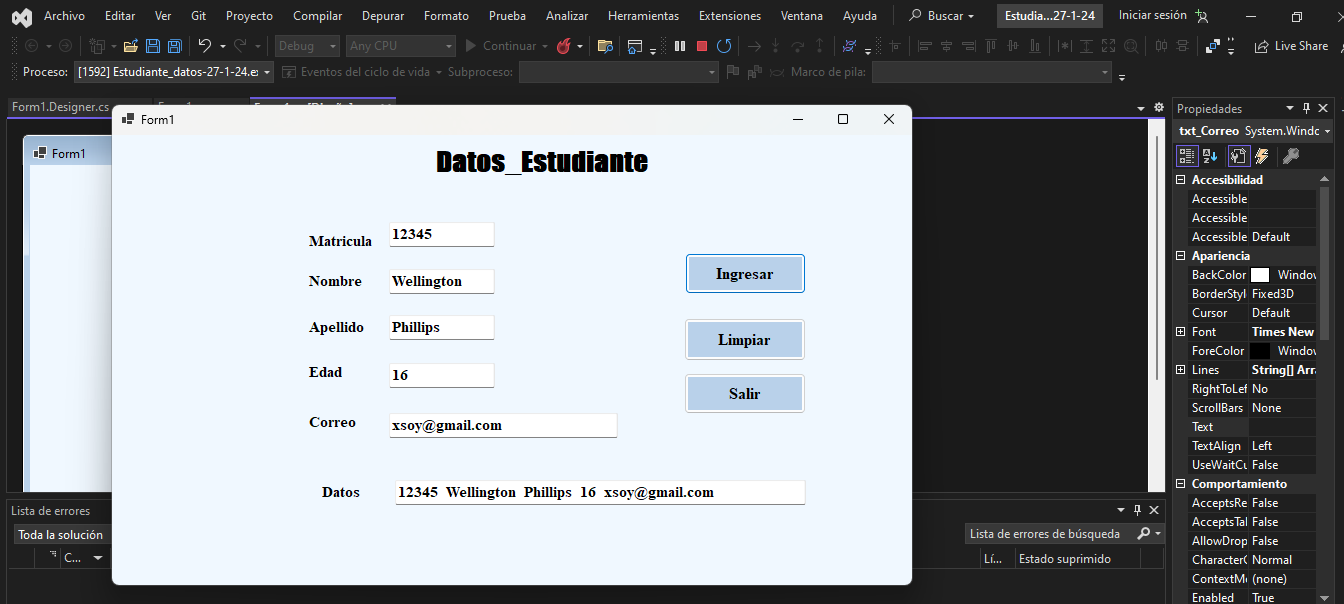 Archivo Editar Ver Git Proyecto Compilar Depurar Formato Prueba Analizar Herramientas Extensiones Ventana Ayuda Buscar Estudia...27-1-24 Iniciar sesión
Debug Any CPU Continuar Live Share
Proceso: [1592] Estudiante_datos-27-1-24.ex Eventos del ciclo de vida Subproceso: Marco de pila:
Form1.Designer.cs
Form1
Form1
Datos_Estudiante
Matricula 12345
Nombre Wellington
Apellido Phillips
Edad 16
Correo xsoy@gmail.com
Datos 12345 Wellington Phillips 16 xsoy@gmail.com
Ingresar
Limpiar
Salir
Lista de errores
Toda la solución
Lista de errores de búsqueda
C...
Lí... Estado suprimido
Propiedades
txt_Correo System.Windc
Accesibilidad
Accessible
Accessible
Accessible Default
Apariencia
BackColor Window
BorderStyl Fixed3D
Cursor Default
Font Times New
ForeColor Window
Lines String[] Arra
RightToLef No
ScrollBars None
Text
TextAlign Left
UseWaitCu False
Comportamiento
AcceptsRe False
AcceptsTal False
AllowDrop False
CharacterC Normal
ContextMe (none)
Enabled True